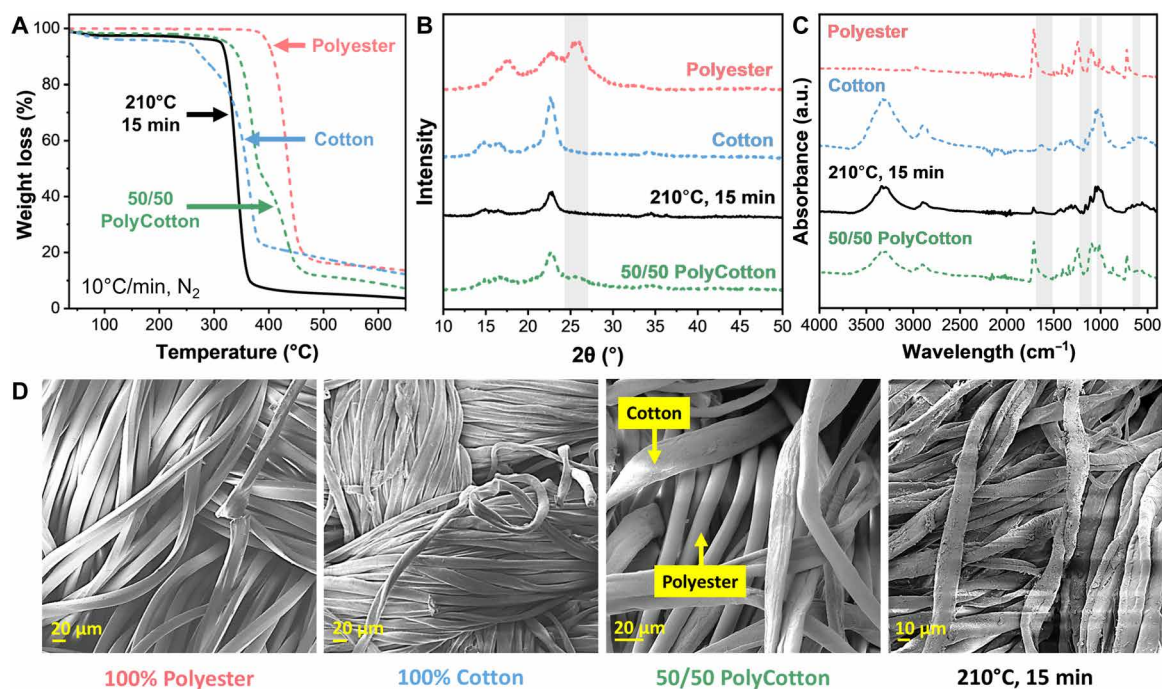 A
100
80
60
40
20
0
Weight loss (%)
Polyester
210°C
15 min
Cotton
50/50
PolyCotton
10°C/min, N₂
100 200 300 400 500 600
Temperature (°C)
B
Intensity
Polyester
Cotton
210°C, 15 min
50/50 PolyCotton
10 15 20 25 30 35 40 45 50
2θ (°)
C
Absorbance (a.u.)
Polyester
Cotton
210°C, 15 min
50/50 PolyCotton
4000 3500 3000 2500 2000 1500 1000 500
Wavelength (cm⁻¹)
D
20 μm
20 μm
Cotton
Polyester
20 μm
10 μm
100% Polyester
100% Cotton
50/50 PolyCotton
210°C, 15 min